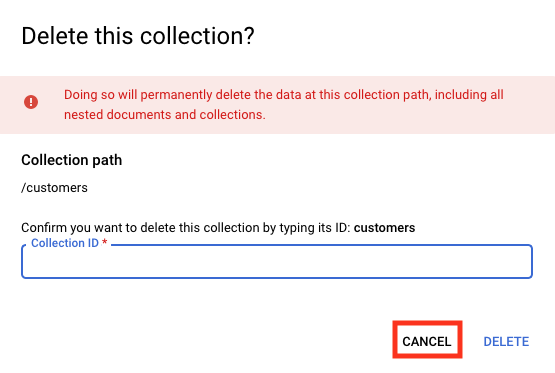 Delete this collection?
Doing so will permanently delete the data at this collection path, including all
nested documents and collections.
Collection path
/customers
Confirm you want to delete this collection by typing its ID: customers
Collection ID *
CANCEL DELETE